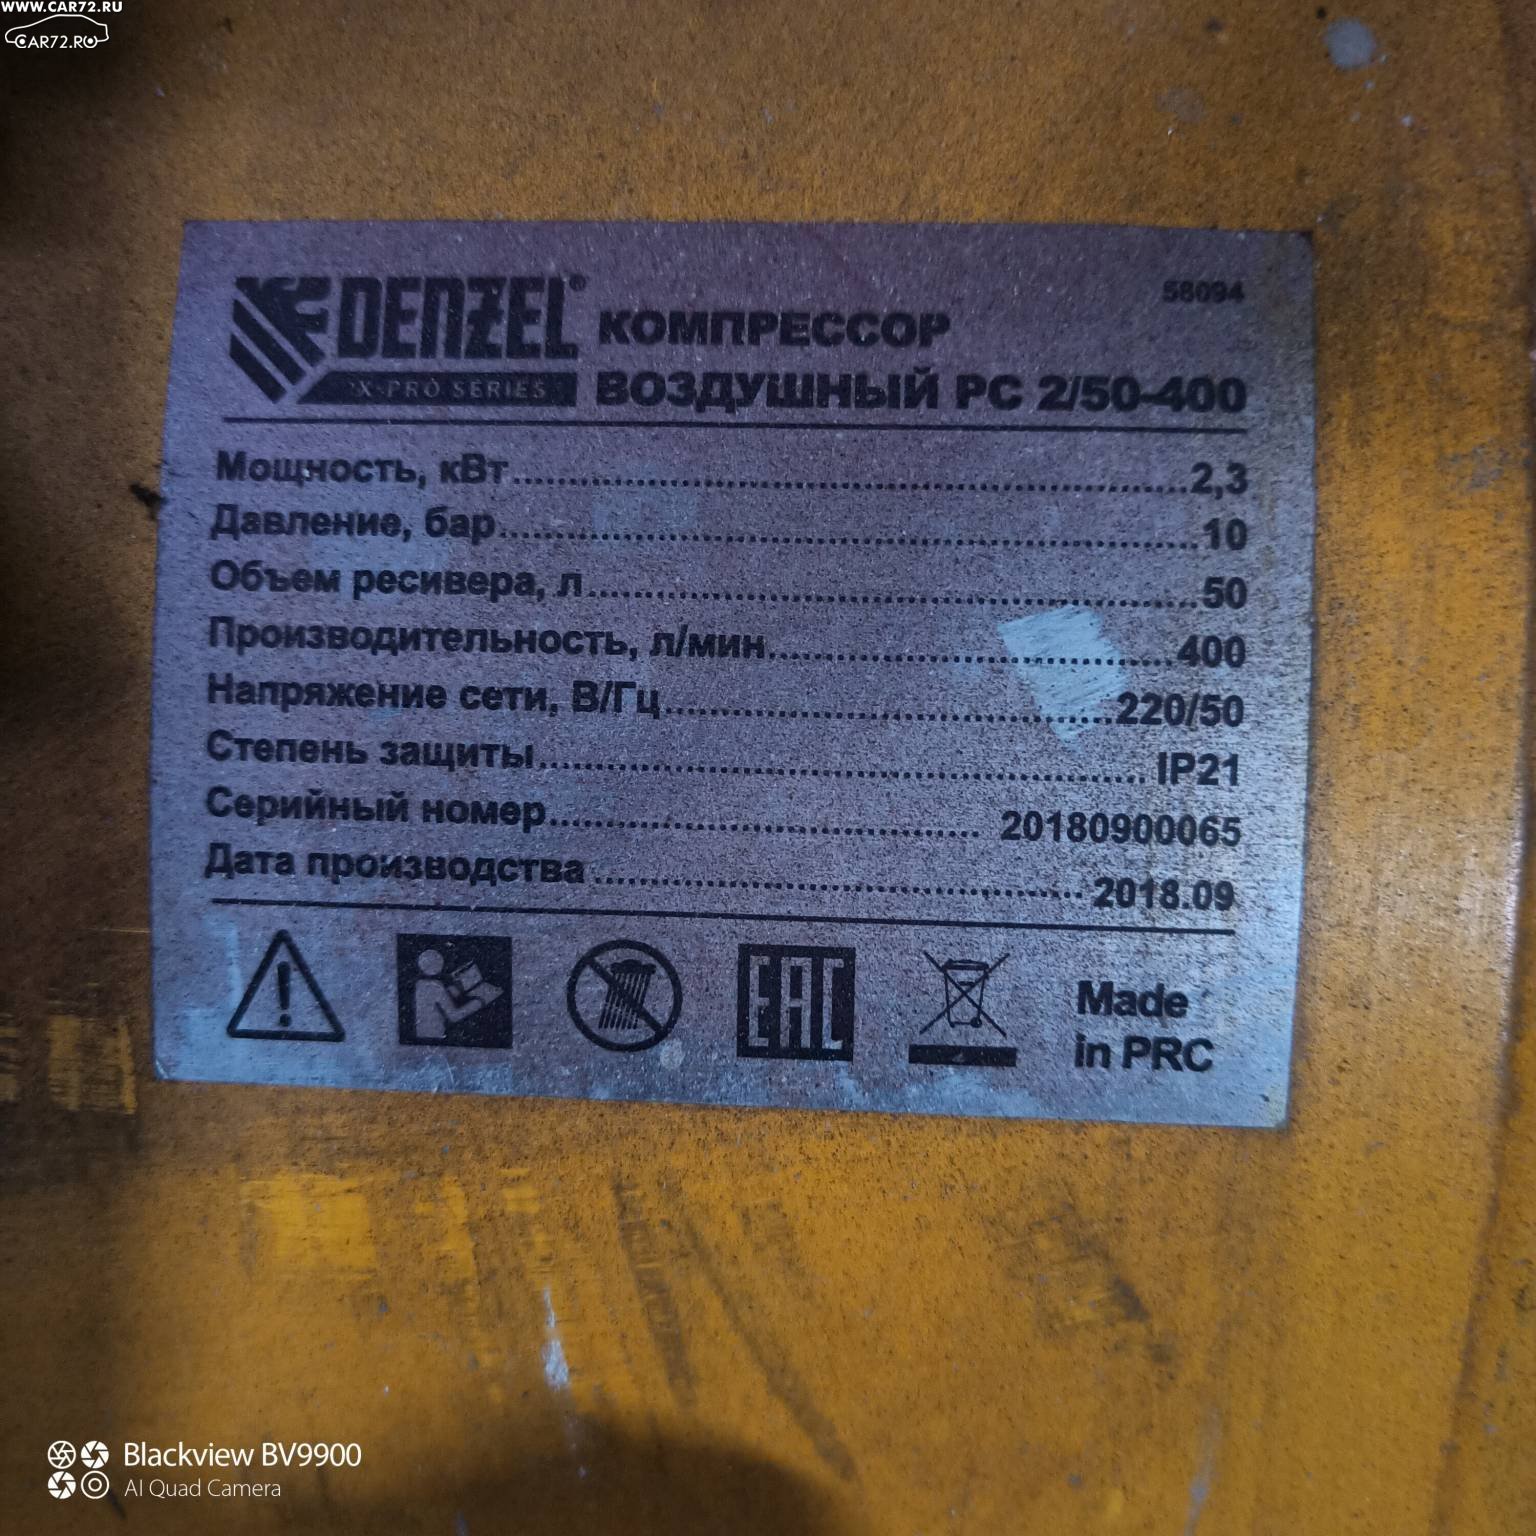 WWW.CAR72.RU
CAR72.RU
DENZEL®
X-PRO SERIES
58094
КОМПРЕССОР
ВОЗДУШНЫЙ PC 2/50-400
Мощность, кВт 2,3
Давление, бар 10
Объем ресивера, л 50
Производительность, л/мин 400
Напряжение сети, В/Гц 220/50
Степень защиты IP21
Серийный номер 20180900065
Дата производства 2018.09
EAC
Made
in PRC
Blackview BV9900
AI Quad Camera